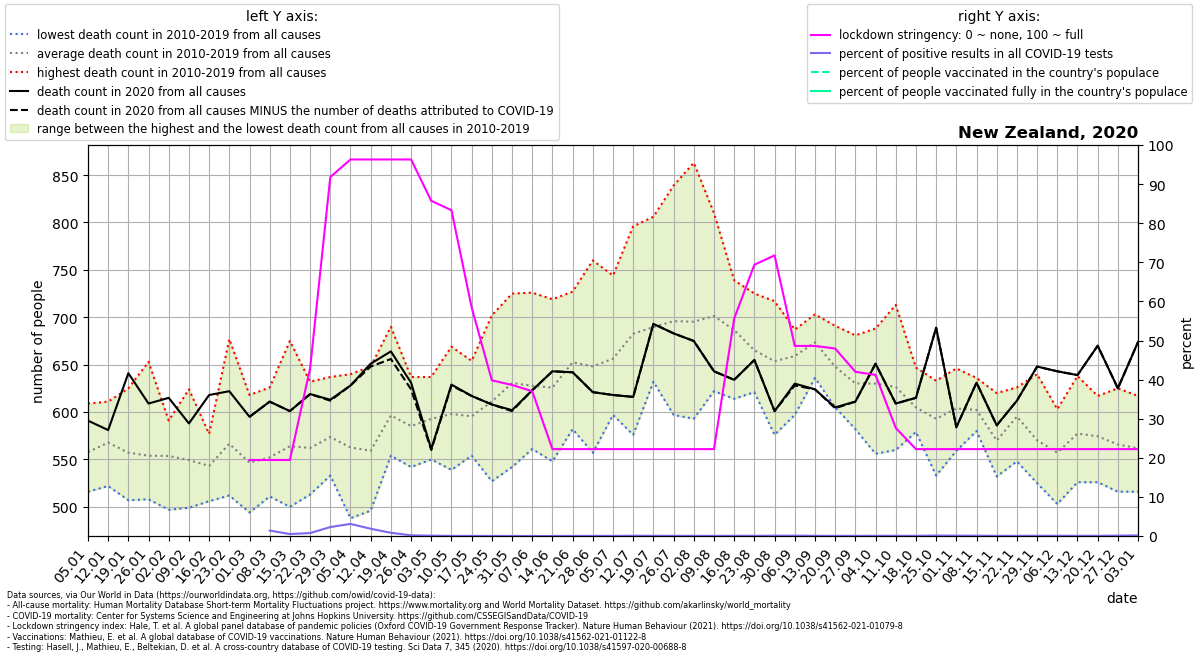 left Y axis:
lowest death count in 2010-2019 from all causes
average death count in 2010-2019 from all causes
highest death count in 2010-2019 from all causes
death count in 2020 from all causes
death count in 2020 from all causes MINUS the number of deaths attributed to COVID-19
range between the highest and the lowest death count from all causes in 2010-2019
right Y axis:
lockdown stringency: 0 ~ none, 100 ~ full
percent of positive results in all COVID-19 tests
percent of people vaccinated in the country's populace
percent of people vaccinated fully in the country's populace
New Zealand, 2020
number of people
850
800
750
700
650
600
550
500
100
90
80
70
60
50
40
30
20
10
0
percent
05.01 12.01 19.01 26.01 02.02 09.02 16.02 23.02 01.03 08.03 15.03 22.03 29.03 05.04 12.04 19.04 26.04 03.05 10.05 17.05 24.05 31.05 07.06 14.06 21.06 28.06 05.07 12.07 19.07 26.07 02.08 09.08 16.08 23.08 30.08 06.09 13.09 20.09 27.09 04.10 11.10 18.10 25.10 01.11 08.11 15.11 22.11 29.11 06.12 13.12 20.12 27.12 03.01
date
Data sources, via Our World in Data (https://ourworldindata.org, https://github.com/owid/covid-19-data):
- All-cause mortality: Human Mortality Database Short-term Mortality Fluctuations project. https://www.mortality.org and World Mortality Dataset. https://github.com/akarlinsky/world_mortality
- COVID-19 mortality: Center for Systems Science and Engineering at Johns Hopkins University. https://github.com/CSSEGISandData/COVID-19
- Lockdown stringency index: Hale, T. et al. A global panel database of pandemic policies (Oxford COVID-19 Government Response Tracker). Nature Human Behaviour (2021). https://doi.org/10.1038/s41562-021-01079-8
- Vaccinations: Mathieu, E. et al. A global database of COVID-19 vaccinations. Nature Human Behaviour (2021). https://doi.org/10.1038/s41562-021-01122-8
- Testing: Hasell, J., Mathieu, E., Beltekian, D. et al. A cross-country database of COVID-19 testing. Sci Data 7, 345 (2020). https://doi.org/10.1038/s41597-020-00688-8